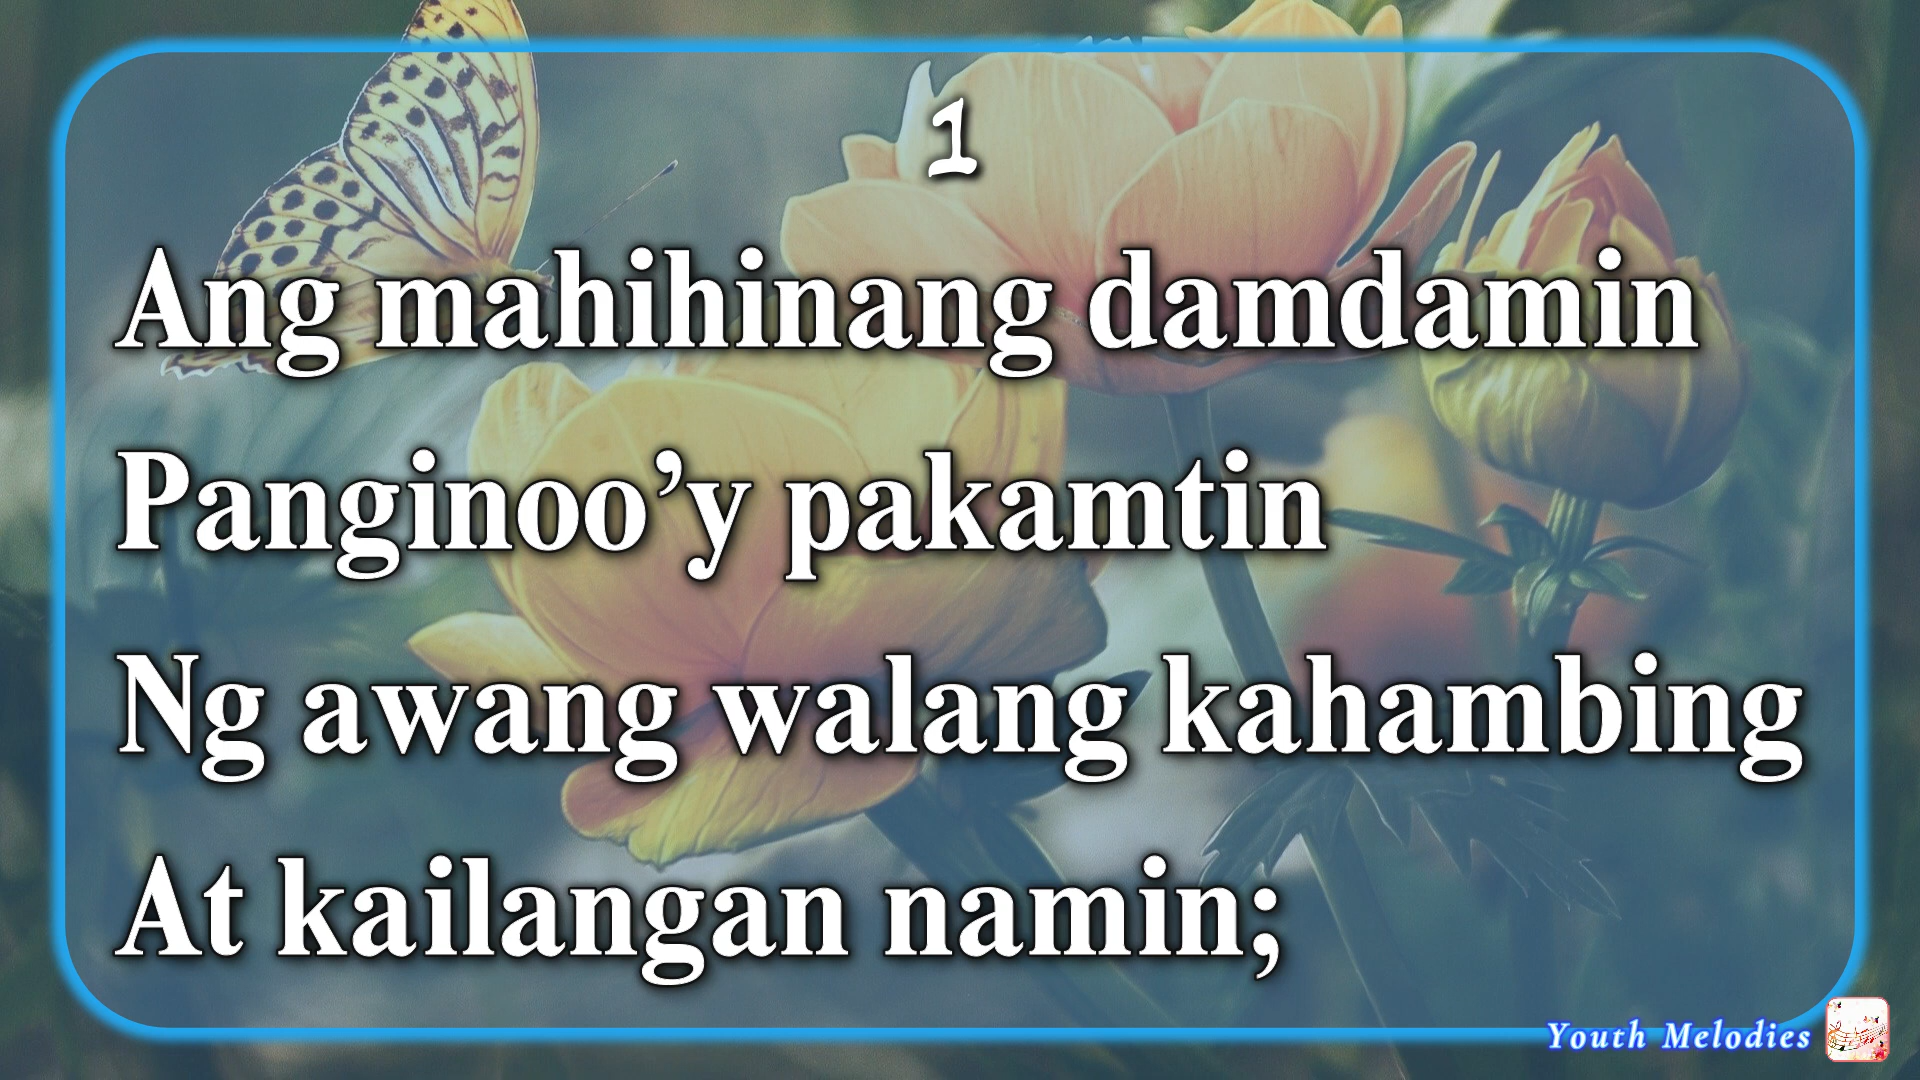 1
Ang mahihinang damdamin
Panginoo’y pakamtin
Ng awang walang kahambing
At kailangan namin;
Youth Melodies